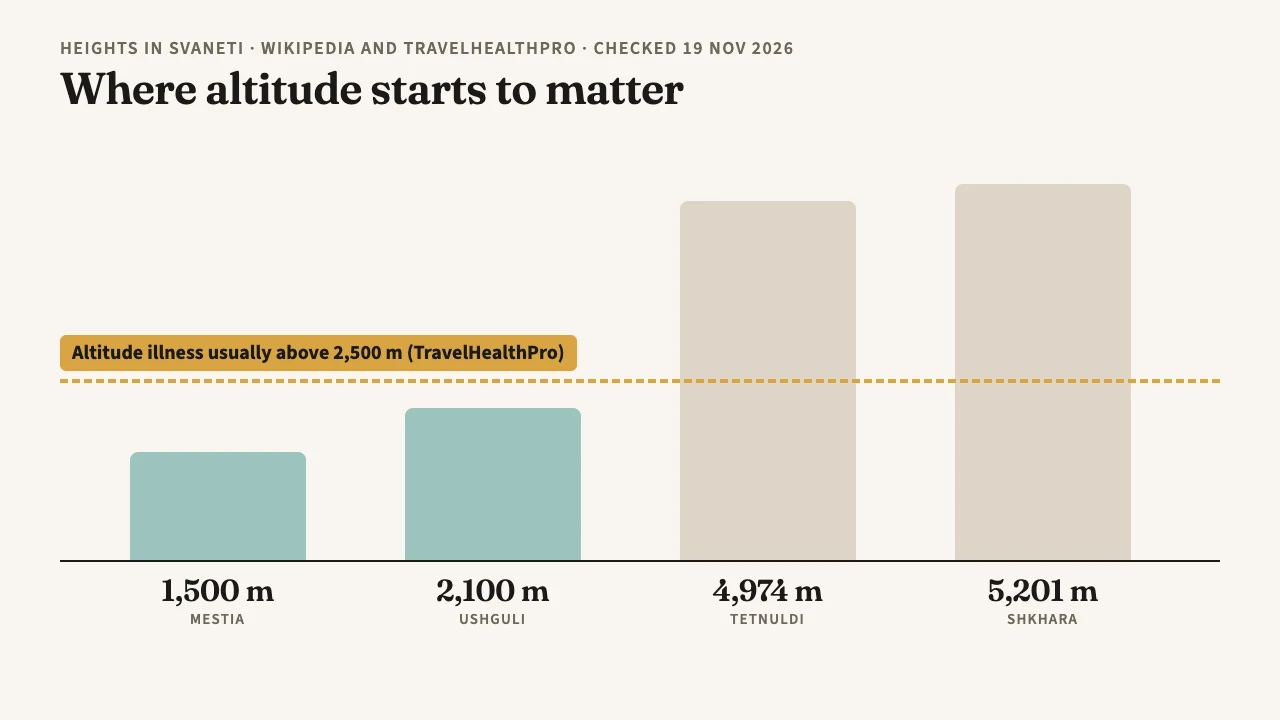 HEIGHTS IN SVANETI · WIKIPEDIA AND TRAVELHEALTHPRO · CHECKED 19 NOV 2026
Where altitude starts to matter
Altitude illness usually above 2,500 m (TravelHealthPro)
1,500 m
MESTIA
2,100 m
USHGULI
4,974 m
TETNULDI
5,201 m
SHKHARA